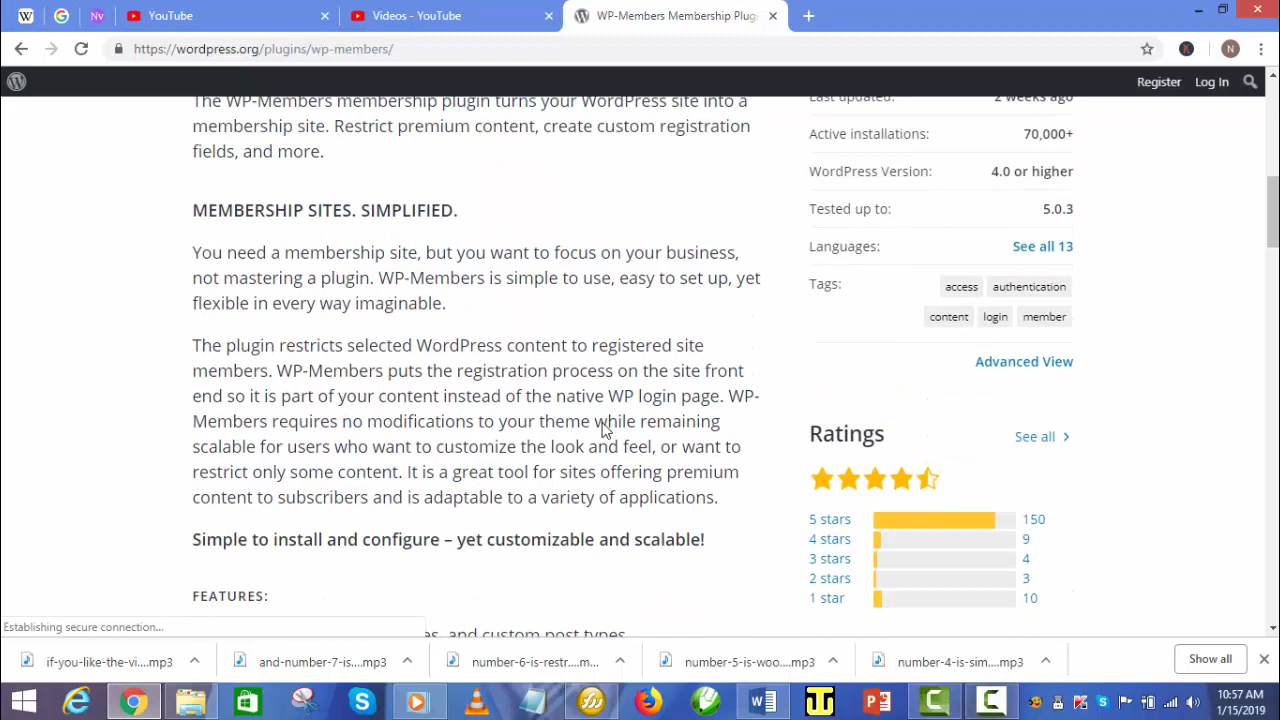 YouTube
Videos - YouTube
WP-Members Membership Plug
https://wordpress.org/plugins/wp-members/
N
Register Log In
The WP-Members membership plugin turns your WordPress site into a
membership site. Restrict premium content, create custom registration
fields, and more.
MEMBERSHIP SITES. SIMPLIFIED.
You need a membership site, but you want to focus on your business,
not mastering a plugin. WP-Members is simple to use, easy to set up, yet
flexible in every way imaginable.
The plugin restricts selected WordPress content to registered site
members. WP-Members puts the registration process on the site front
end so it is part of your content instead of the native WP login page. WP-
Members requires no modifications to your theme while remaining
scalable for users who want to customize the look and feel, or want to
restrict only some content. It is a great tool for sites offering premium
content to subscribers and is adaptable to a variety of applications.
Simple to install and configure – yet customizable and scalable!
FEATURES:
es, and custom post types
Last updated: 2 weeks ago
Active installations: 70,000+
WordPress Version: 4.0 or higher
Tested up to: 5.0.3
Languages: See all 13
Tags: access authentication
content login member
Advanced View
Ratings See all
5 stars 150
4 stars 9
3 stars 4
2 stars 3
1 star 10
Establishing secure connection...
if-you-like-the-vi....mp3
and-number-7-is....mp3
number-6-is-restr....m...
number-5-is-woo....mp3
number-4-is-sim....mp3
Show all
10:57 AM
1/15/2019